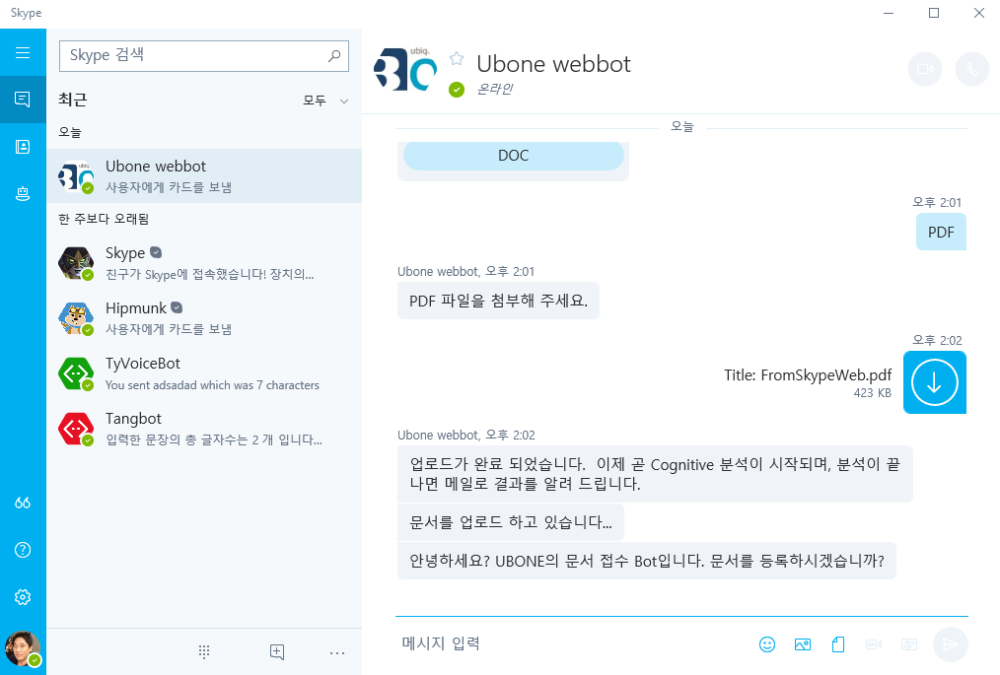 Skype
Skype 검색
최근
모두
오늘
Ubone webbot
사용자에게 카드를 보냄
한 주보다 오래됨
Skype
친구가 Skype에 접속했습니다! 장치의...
Hipmunk
사용자에게 카드를 보냄
TyVoiceBot
You sent adsadad which was 7 characters
Tangbot
입력한 문장의 총 글자수는 2 개 입니다...
ubiq.
Ubone webbot
온라인
오늘
DOC
오후 2:01
PDF
Ubone webbot, 오후 2:01
PDF 파일을 첨부해 주세요.
오후 2:02
Title: FromSkypeWeb.pdf
423 KB
Ubone webbot, 오후 2:02
업로드가 완료 되었습니다.  이제 곧 Cognitive 분석이 시작되며, 분석이 끝
나면 메일로 결과를 알려 드립니다.
문서를 업로드 하고 있습니다...
안녕하세요? UBONE의 문서 접수 Bot입니다. 문서를 등록하시겠습니까?
메시지 입력